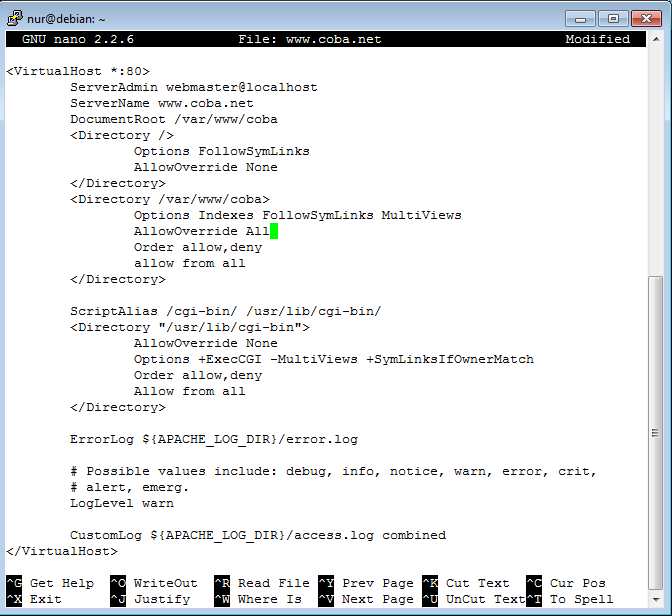 nur@debian: ~
GNU nano 2.2.6 File: www.coba.net Modified
<VirtualHost *:80>
ServerAdmin webmaster@localhost
ServerName www.coba.net
DocumentRoot /var/www/coba
<Directory />
Options FollowSymLinks
AllowOverride None
</Directory>
<Directory /var/www/coba>
Options Indexes FollowSymLinks MultiViews
AllowOverride All
Order allow,deny
allow from all
</Directory>
ScriptAlias /cgi-bin/ /usr/lib/cgi-bin/
<Directory "/usr/lib/cgi-bin">
AllowOverride None
Options +ExecCGI -MultiViews +SymLinksIfOwnerMatch
Order allow,deny
Allow from all
</Directory>
ErrorLog ${APACHE_LOG_DIR}/error.log
# Possible values include: debug, info, notice, warn, error, crit,
# alert, emerg.
LogLevel warn
CustomLog ${APACHE_LOG_DIR}/access.log combined
</VirtualHost>
^G Get Help ^O WriteOut ^R Read File ^Y Prev Page ^K Cut Text ^C Cur Pos
^X Exit ^J Justify ^W Where Is ^V Next Page ^U UnCut Text^T To Spell